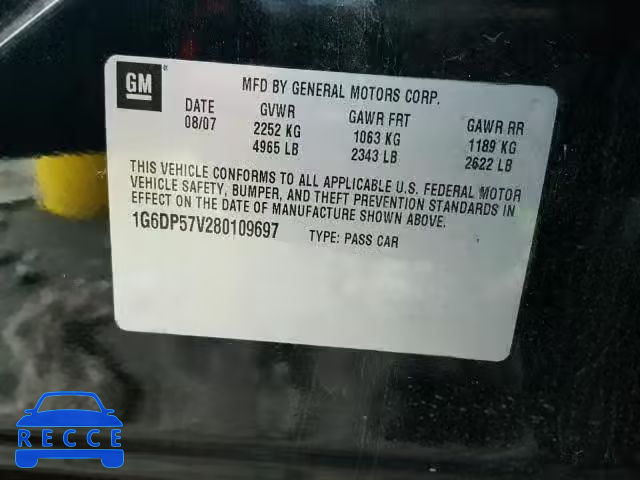 GM
MFD BY GENERAL MOTORS CORP.
DATE GVWR GAWR FRT GAWR RR
08/07 2252 KG 1063 KG 1189 KG
4965 LB 2343 LB 2622 LB
THIS VEHICLE CONFORMS TO ALL APPLICABLE U.S. FEDERAL MOTOR
VEHICLE SAFETY, BUMPER, AND THEFT PREVENTION STANDARDS IN
EFFECT ON THE DATE OF MANUFACTURE SHOWN ABOVE.
1G6DP57V280109697 TYPE: PASS CAR
RECCE